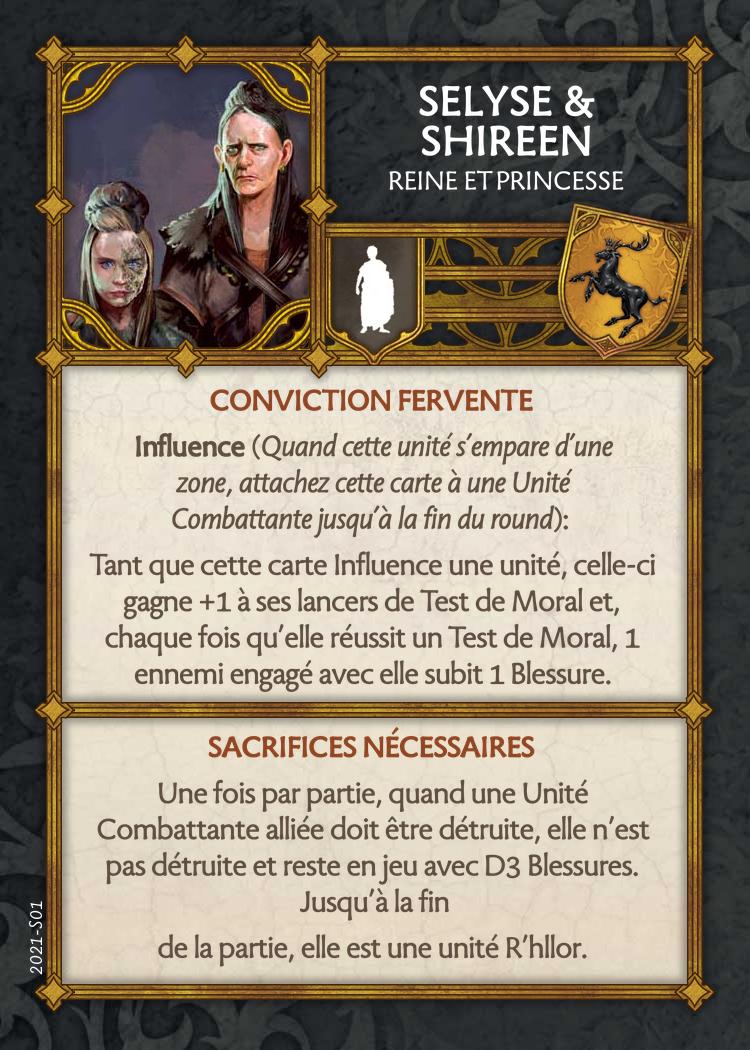 SELYSE &
SHIREEN
REINE ET PRINCESSE
CONVICTION FERVENTE
Influence (Quand cette unité s'empare d'une
zone, attachez cette carte à une Unité
Combattante jusqu'à la fin du round):
Tant que cette carte Influence une unité, celle-ci
gagne +1 à ses lancers de Test de Moral et,
chaque fois qu'elle réussit un Test de Moral, 1
ennemi engagé avec elle subit 1 Blessure.
SACRIFICES NÉCESSAIRES
Une fois par partie, quand une Unité
Combattante alliée doit être détruite, elle n'est
pas détruite et reste en jeu avec D3 Blessures.
Jusqu'à la fin
de la partie, elle est une unité R'hllor.
2021-S01